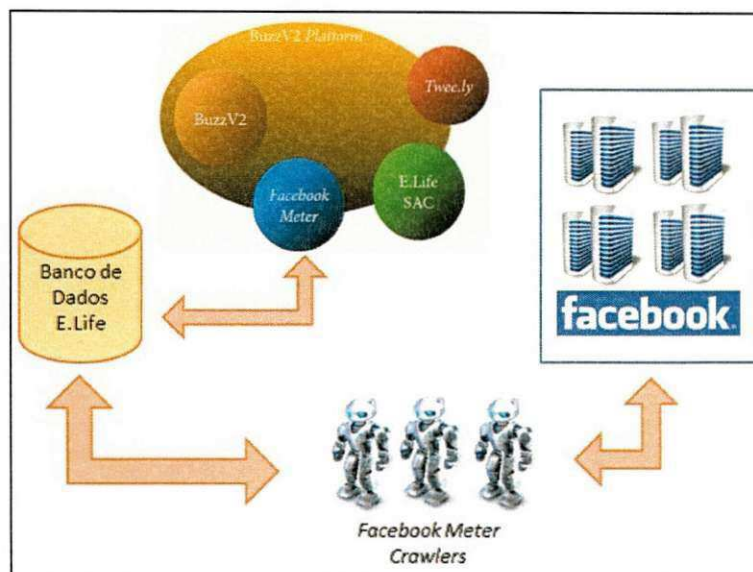 BuzzV2 Platform
Twee.ly
BuzzV2
E.Life
SAC
Facebook
Meter
Banco de
Dados
E.Life
facebook
Facebook Meter
Crawlers